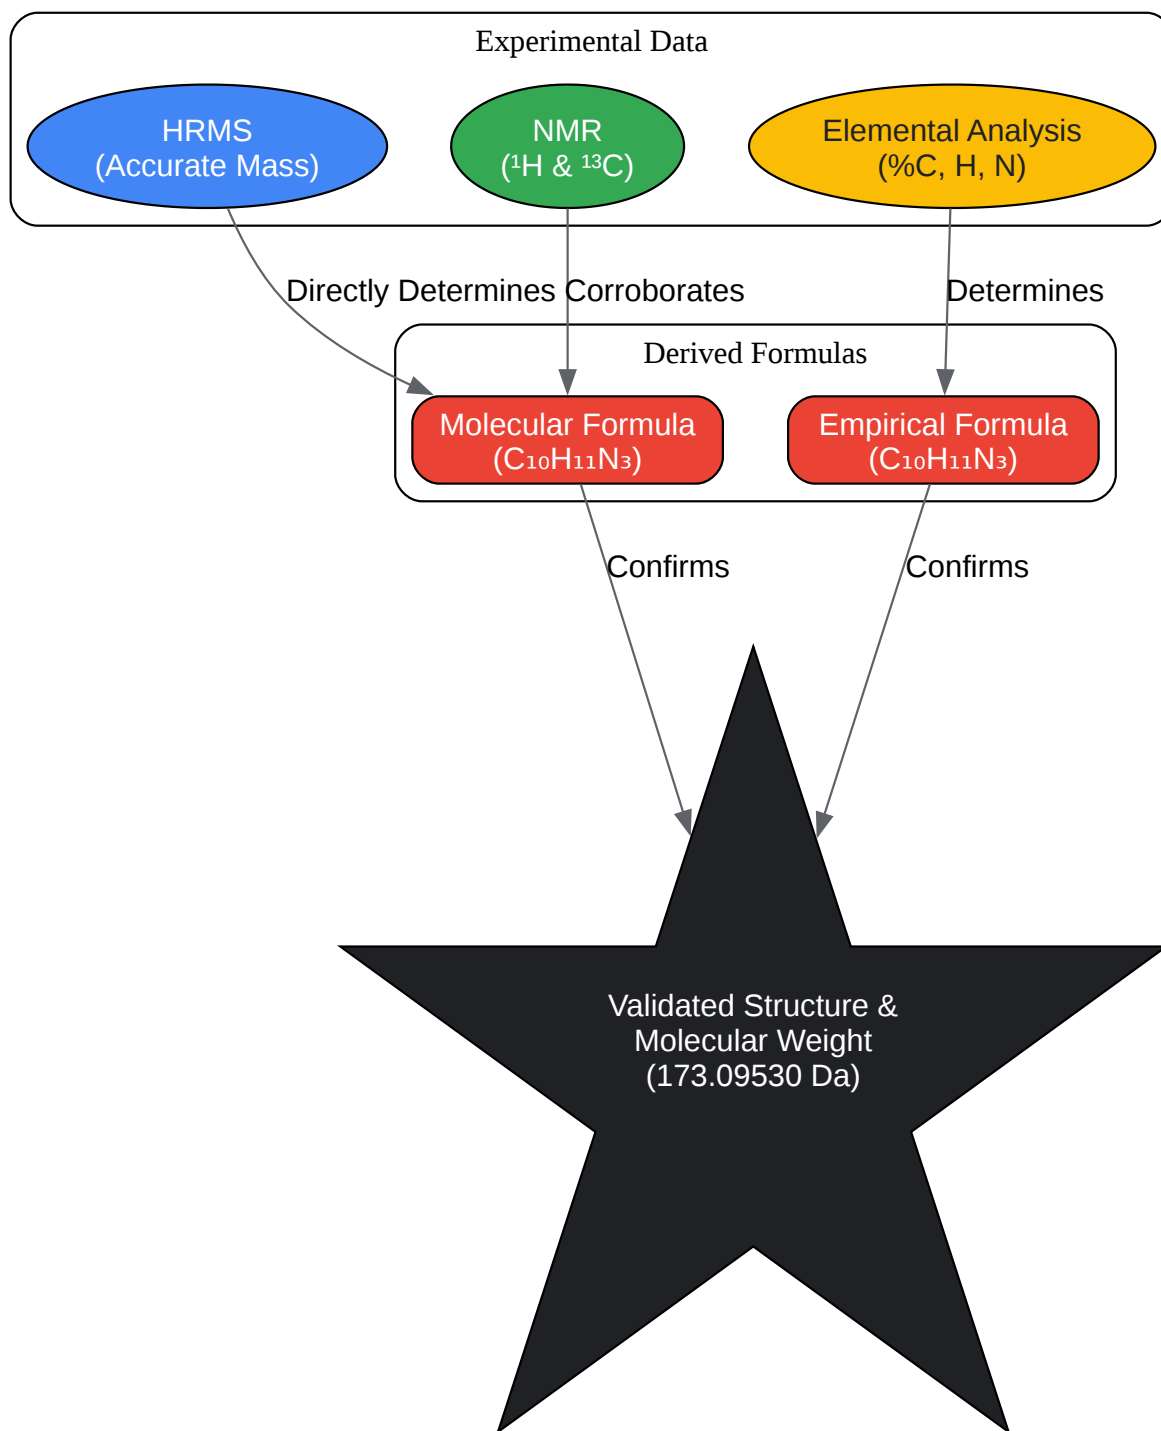 Experimental Data
HRMS
(Accurate Mass)
NMR
(¹H & ¹³C)
Elemental Analysis
(%C, H, N)
Directly Determines
Corroborates
Determines
Derived Formulas
Molecular Formula
(C₁₀H₁₁N₃)
Empirical Formula
(C₁₀H₁₁N₃)
Confirms
Confirms
Validated Structure &
Molecular Weight
(173.09530 Da)